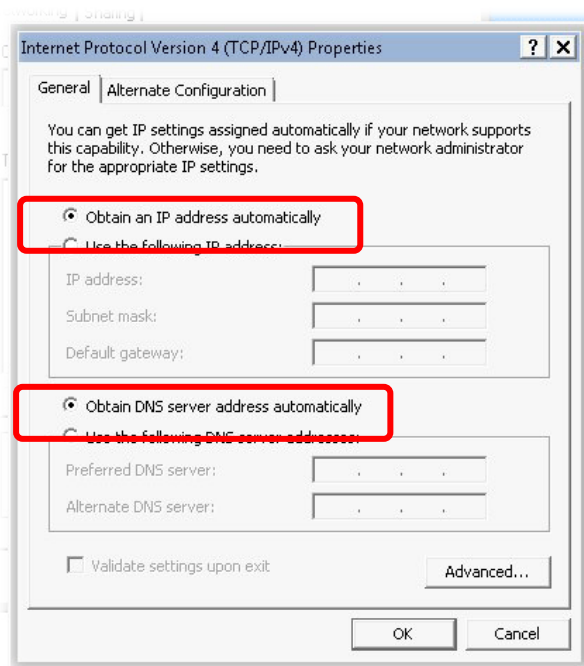 Sharing
Internet Protocol Version 4 (TCP/IPv4) Properties
General
Alternate Configuration
You can get IP settings assigned automatically if your network supports
this capability. Otherwise, you need to ask your network administrator
for the appropriate IP settings.
Obtain an IP address automatically
Use the following IP address:
IP address:
Subnet mask:
Default gateway:
Obtain DNS server address automatically
Use the following DNS server addresses:
Preferred DNS server:
Alternate DNS server:
Validate settings upon exit
Advanced...
OK
Cancel